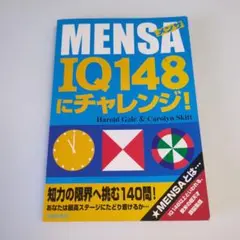 MENSA
IQ148
にチャレンジ!
Harold Gale & Carolyn Skitt
知力の限界へ挑む140問!
あなたは最高ステージにたどり着けるか…
★MENSAとは…